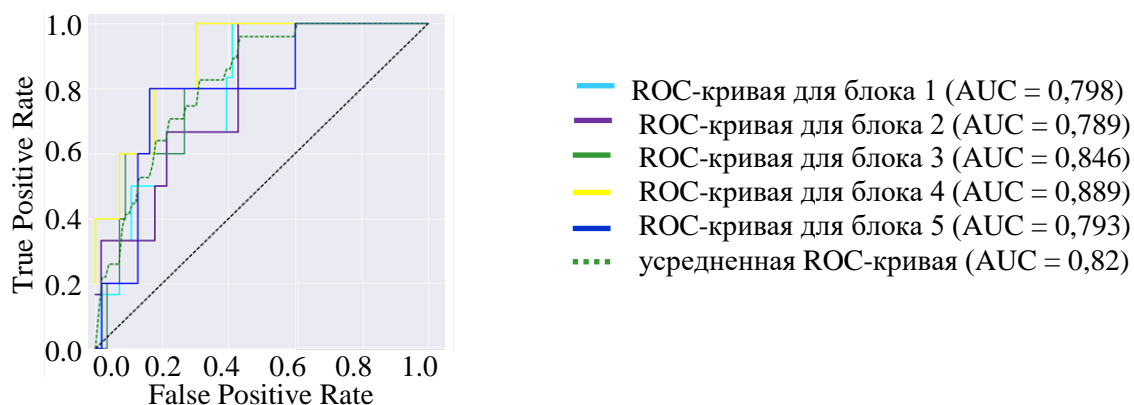 1.0
0.8
0.6
0.4
0.2
0.0
True Positive Rate
0.0 0.2 0.4 0.6 0.8 1.0
False Positive Rate
ROC-кривая для блока 1 (AUC = 0,798)
ROC-кривая для блока 2 (AUC = 0,789)
ROC-кривая для блока 3 (AUC = 0,846)
ROC-кривая для блока 4 (AUC = 0,889)
ROC-кривая для блока 5 (AUC = 0,793)
усредненная ROC-кривая (AUC = 0,82)